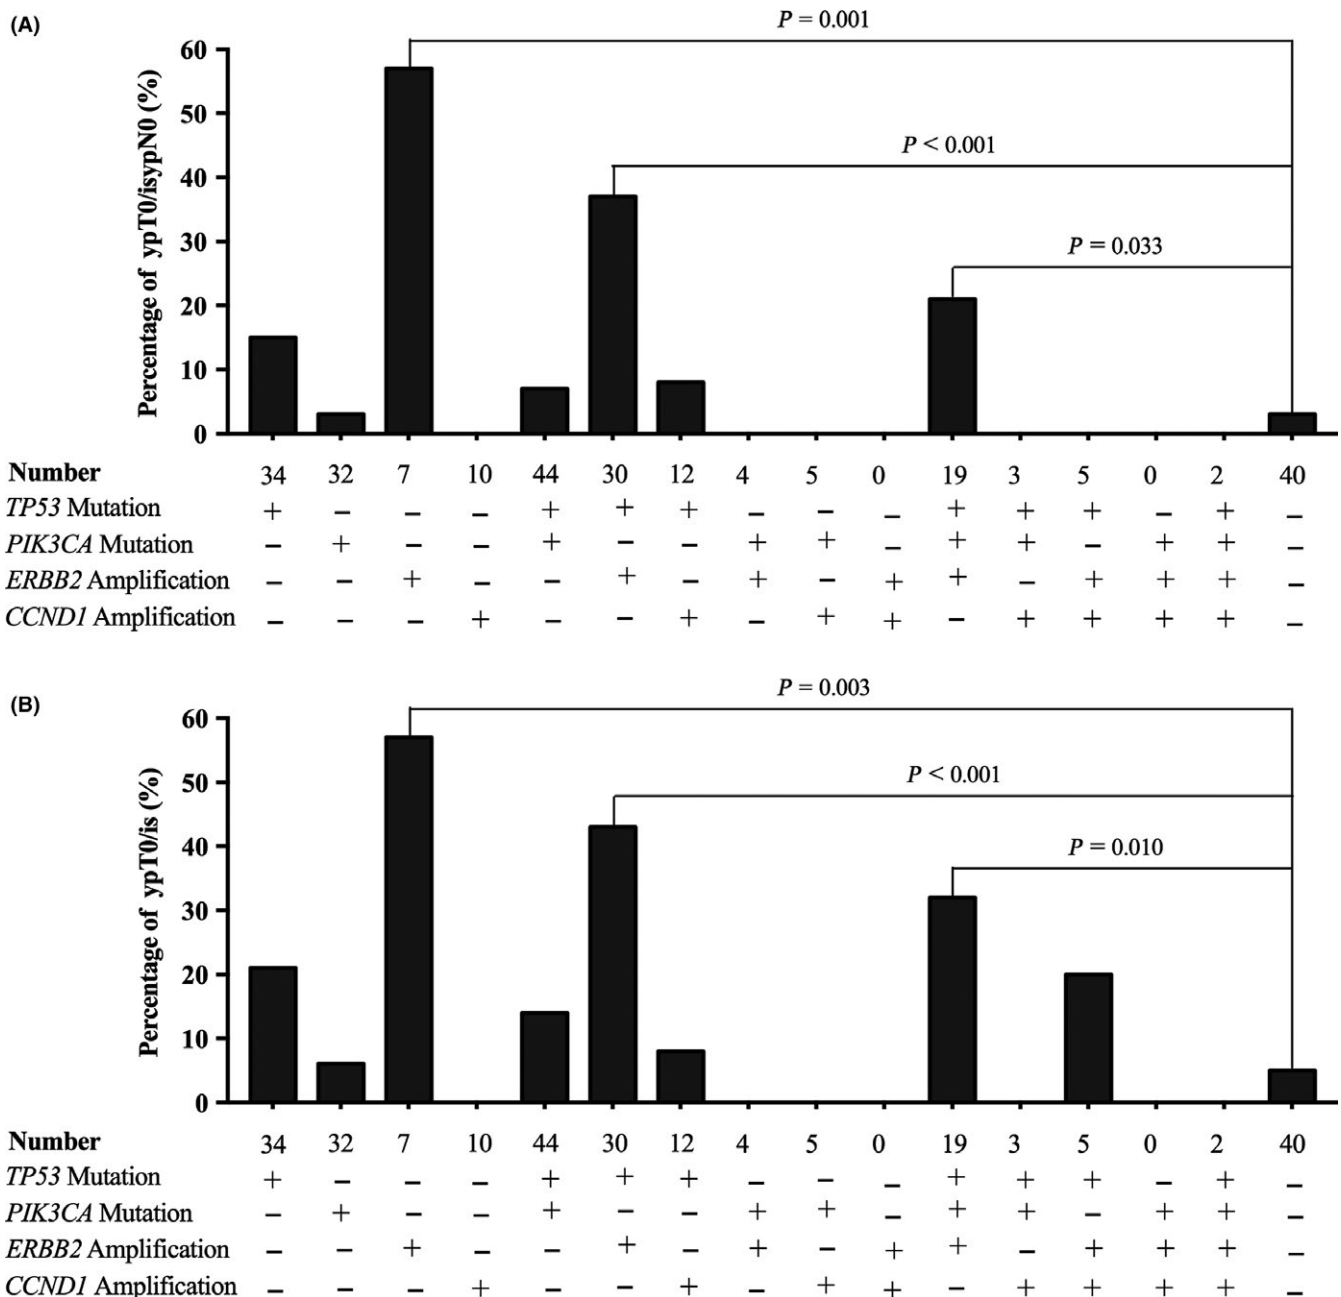 (A)
P = 0.001
P < 0.001
P = 0.033
Percentage of ypT0/isypN0 (%)
60
50
40
30
20
10
0
Number 34 32 7 10 44 30 12 4 5 0 19 3 5 0 2 40
TP53 Mutation + – – – + + + – – – + + + – + –
PIK3CA Mutation – + – – + – – + + – + + – + + –
ERBB2 Amplification – – + – – + – + – + + – + + + –
CCND1 Amplification – – – + – – + – + + – + + + + –
(B)
P = 0.003
P < 0.001
P = 0.010
Percentage of ypT0/is (%)
60
50
40
30
20
10
0
Number 34 32 7 10 44 30 12 4 5 0 19 3 5 0 2 40
TP53 Mutation + – – – + + + – – – + + + – + –
PIK3CA Mutation – + – – + – – + + – + + – + + –
ERBB2 Amplification – – + – – + – + – + + – + + + –
CCND1 Amplification – – – + – – + – + + – + + + + –